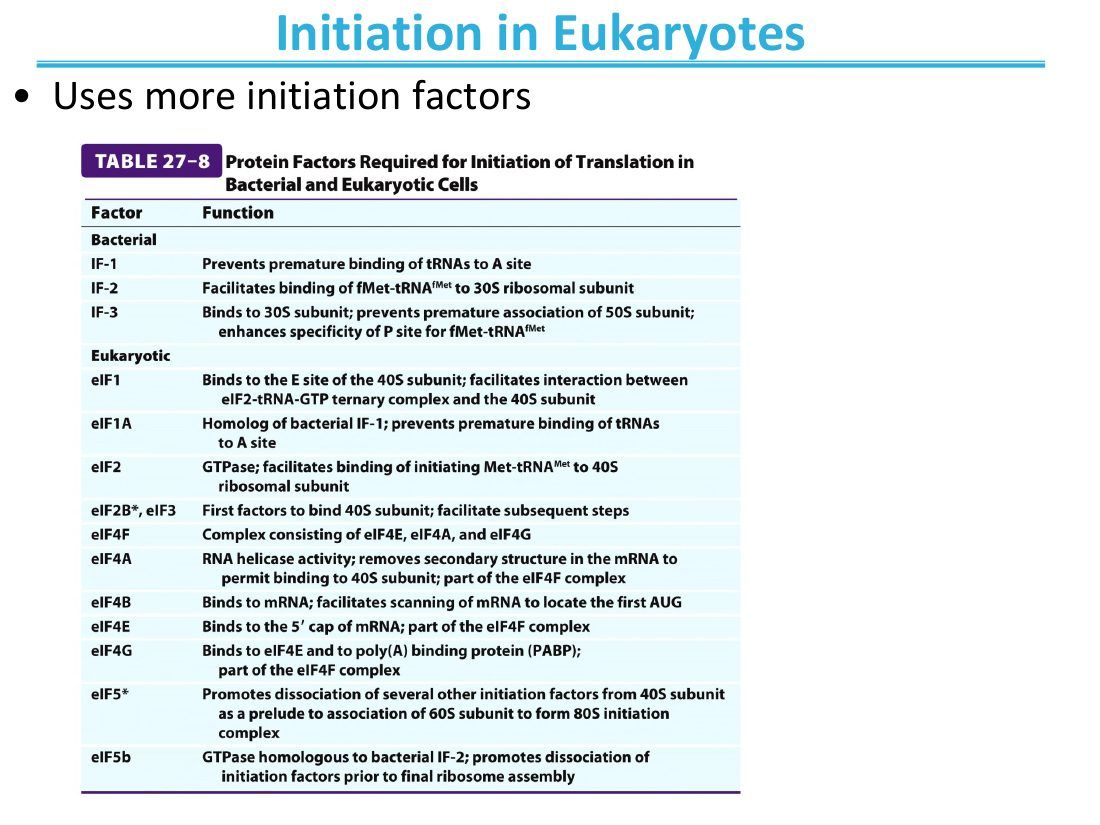 Initiation in Eukaryotes
• Uses more initiation factors
TABLE 27–8 Protein Factors Required for Initiation of Translation in
Bacterial and Eukaryotic Cells
Factor Function
Bacterial
IF-1 Prevents premature binding of tRNAs to A site
IF-2 Facilitates binding of fMet-tRNAfMet to 30S ribosomal subunit
IF-3 Binds to 30S subunit; prevents premature association of 50S subunit;
enhances specificity of P site for fMet-tRNAfMet
Eukaryotic
eIF1 Binds to the E site of the 40S subunit; facilitates interaction between
eIF2-tRNA-GTP ternary complex and the 40S subunit
eIF1A Homolog of bacterial IF-1; prevents premature binding of tRNAs
to A site
eIF2 GTPase; facilitates binding of initiating Met-tRNAMet to 40S
ribosomal subunit
eIF2B*, eIF3 First factors to bind 40S subunit; facilitate subsequent steps
eIF4F Complex consisting of eIF4E, eIF4A, and eIF4G
eIF4A RNA helicase activity; removes secondary structure in the mRNA to
permit binding to 40S subunit; part of the eIF4F complex
eIF4B Binds to mRNA; facilitates scanning of mRNA to locate the first AUG
eIF4E Binds to the 5′ cap of mRNA; part of the eIF4F complex
eIF4G Binds to eIF4E and to poly(A) binding protein (PABP);
part of the eIF4F complex
eIF5* Promotes dissociation of several other initiation factors from 40S subunit
as a prelude to association of 60S subunit to form 80S initiation
complex
eIF5b GTPase homologous to bacterial IF-2; promotes dissociation of
initiation factors prior to final ribosome assembly